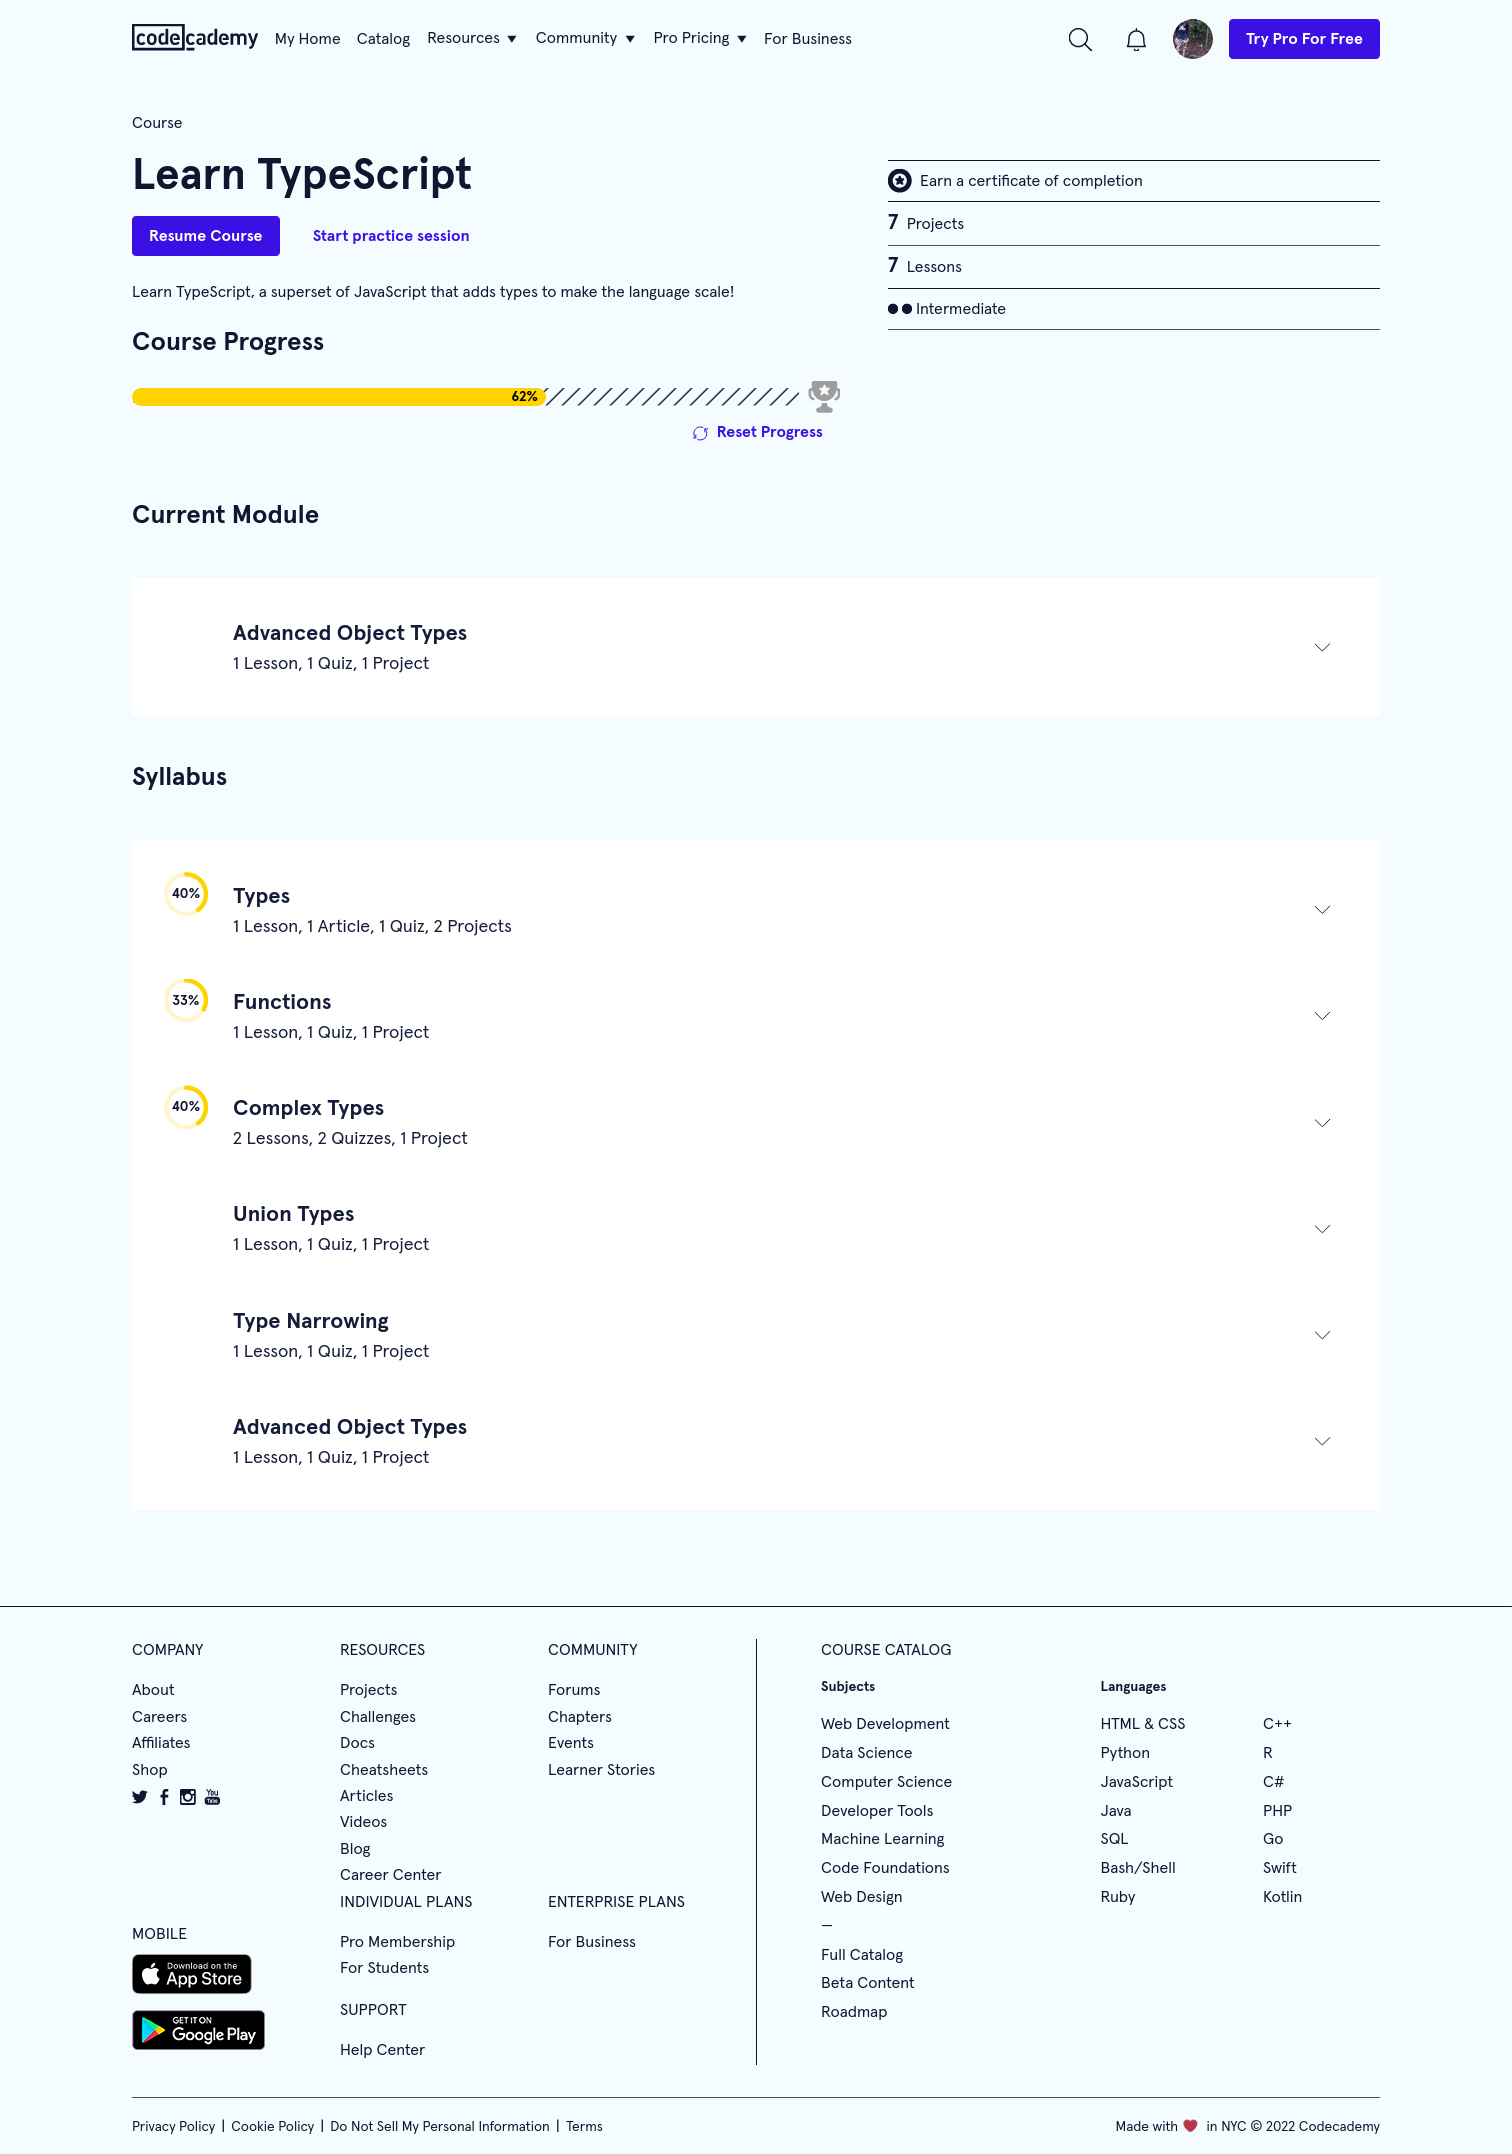 codecademy My Home Catalog Resources Community Pro Pricing For Business Try Pro For Free
Course
Learn TypeScript
Resume Course Start practice session
Learn TypeScript, a superset of JavaScript that adds types to make the language scale!
Earn a certificate of completion
7 Projects
7 Lessons
Intermediate
Course Progress
62%
Reset Progress
Current Module
Advanced Object Types
1 Lesson, 1 Quiz, 1 Project
Syllabus
40%
Types
1 Lesson, 1 Article, 1 Quiz, 2 Projects
33%
Functions
1 Lesson, 1 Quiz, 1 Project
40%
Complex Types
2 Lessons, 2 Quizzes, 1 Project
Union Types
1 Lesson, 1 Quiz, 1 Project
Type Narrowing
1 Lesson, 1 Quiz, 1 Project
Advanced Object Types
1 Lesson, 1 Quiz, 1 Project
COMPANY
About
Careers
Affiliates
Shop
You
Tube
MOBILE
Download on the
App Store
GET IT ON
Google Play
RESOURCES
Projects
Challenges
Docs
Cheatsheets
Articles
Videos
Blog
Career Center
INDIVIDUAL PLANS
Pro Membership
For Students
SUPPORT
Help Center
COMMUNITY
Forums
Chapters
Events
Learner Stories
ENTERPRISE PLANS
For Business
COURSE CATALOG
Subjects
Web Development
Data Science
Computer Science
Developer Tools
Machine Learning
Code Foundations
Web Design
—
Full Catalog
Beta Content
Roadmap
Languages
HTML & CSS
Python
JavaScript
Java
SQL
Bash/Shell
Ruby
C++
R
C#
PHP
Go
Swift
Kotlin
Privacy Policy | Cookie Policy | Do Not Sell My Personal Information | Terms
Made with ❤️ in NYC © 2022 Codecademy